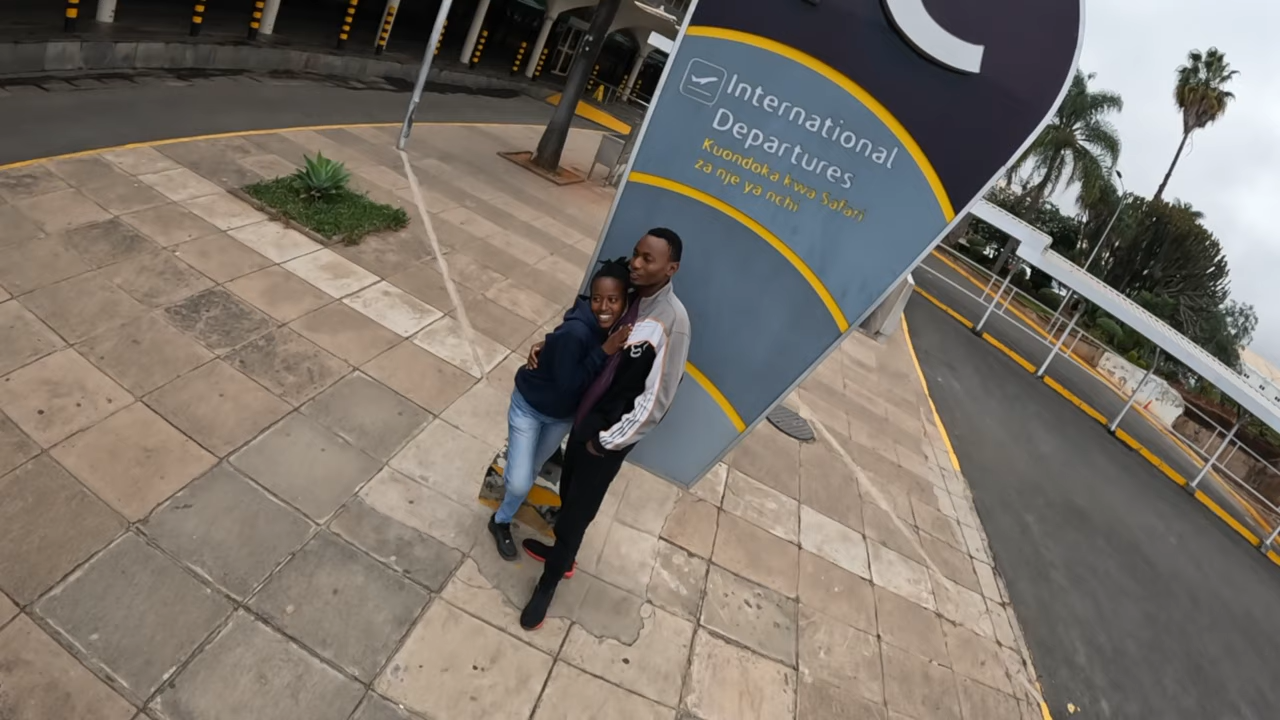 International
Departures
Kuondoka kwa Safari
za nje ya nchi